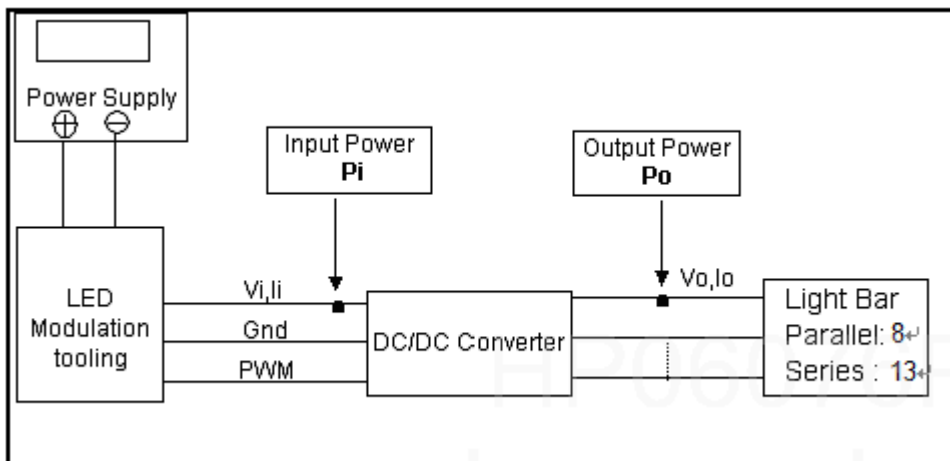 Power Supply
Input Power
Pi
Output Power
Po
LED
Modulation
tooling
Vi,Ii
Gnd
PWM
DC/DC Converter
Vo,Io
Light Bar
Parallel: 8↵
Series : 13↵